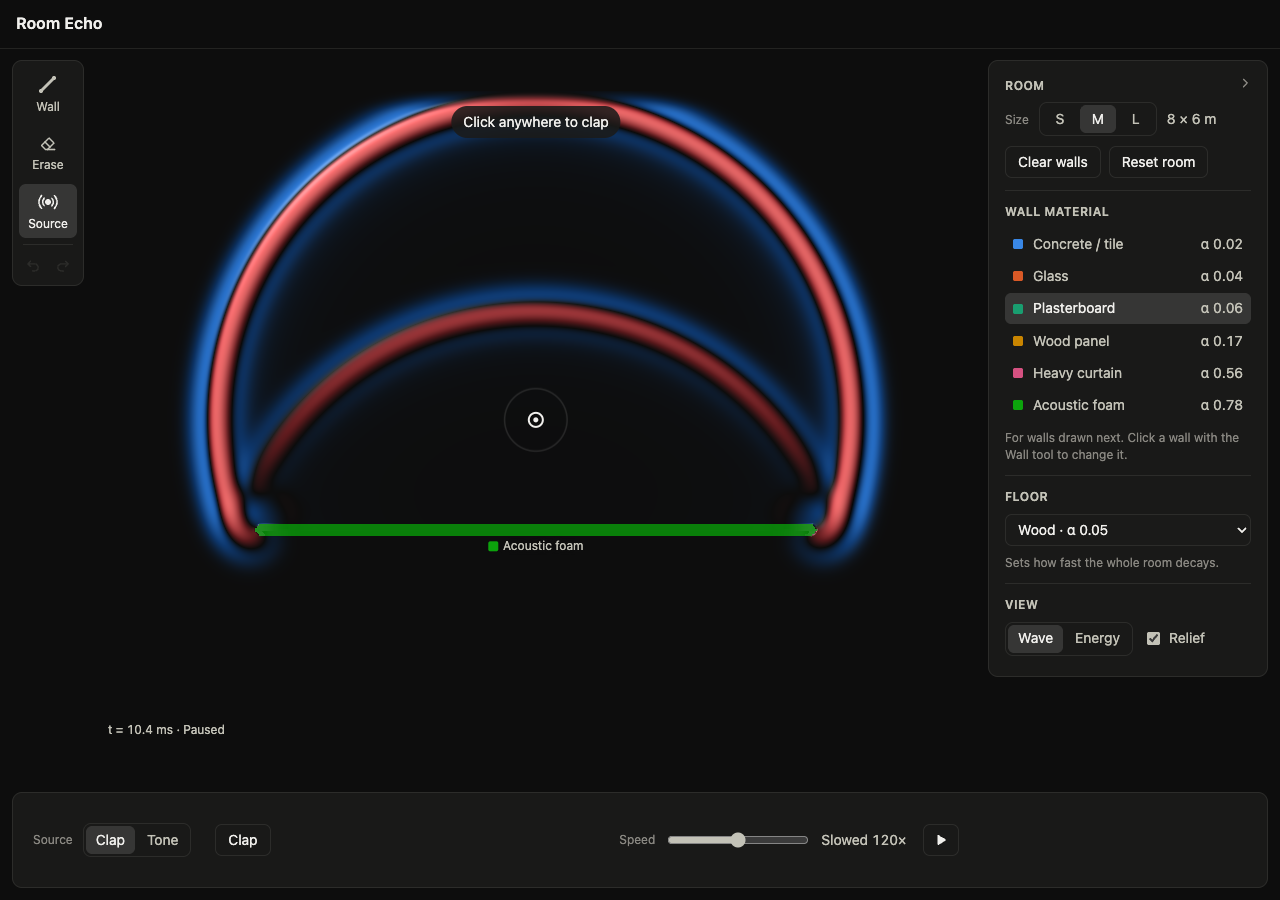 Room Echo
Wall
Erase
Source
Click anywhere to clap
Acoustic foam
t = 10.4 ms · Paused
ROOM
Size S M L 8 × 6 m
Clear walls Reset room
WALL MATERIAL
Concrete / tile α 0.02
Glass α 0.04
Plasterboard α 0.06
Wood panel α 0.17
Heavy curtain α 0.56
Acoustic foam α 0.78
For walls drawn next. Click a wall with the
Wall tool to change it.
FLOOR
Wood · α 0.05
Sets how fast the whole room decays.
VIEW
Wave Energy Relief
Source Clap Tone Clap Speed Slowed 120×